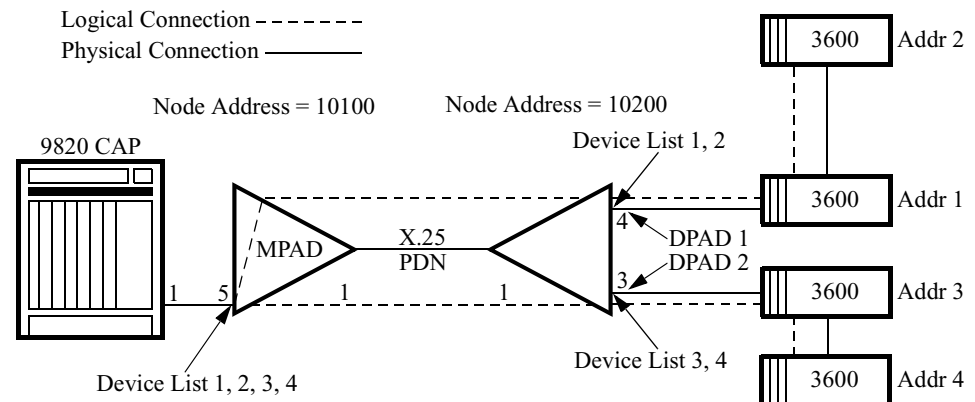 Logical Connection
Physical Connection
3600 Addr 2
Node Address = 10100
Node Address = 10200
Device List 1, 2
9820 CAP
3600 Addr 1
4
DPAD 1
MPAD
X.25
PDN
DPAD 2
3
1
5
1
1
3600 Addr 3
Device List 3, 4
Device List 1, 2, 3, 4
3600 Addr 4